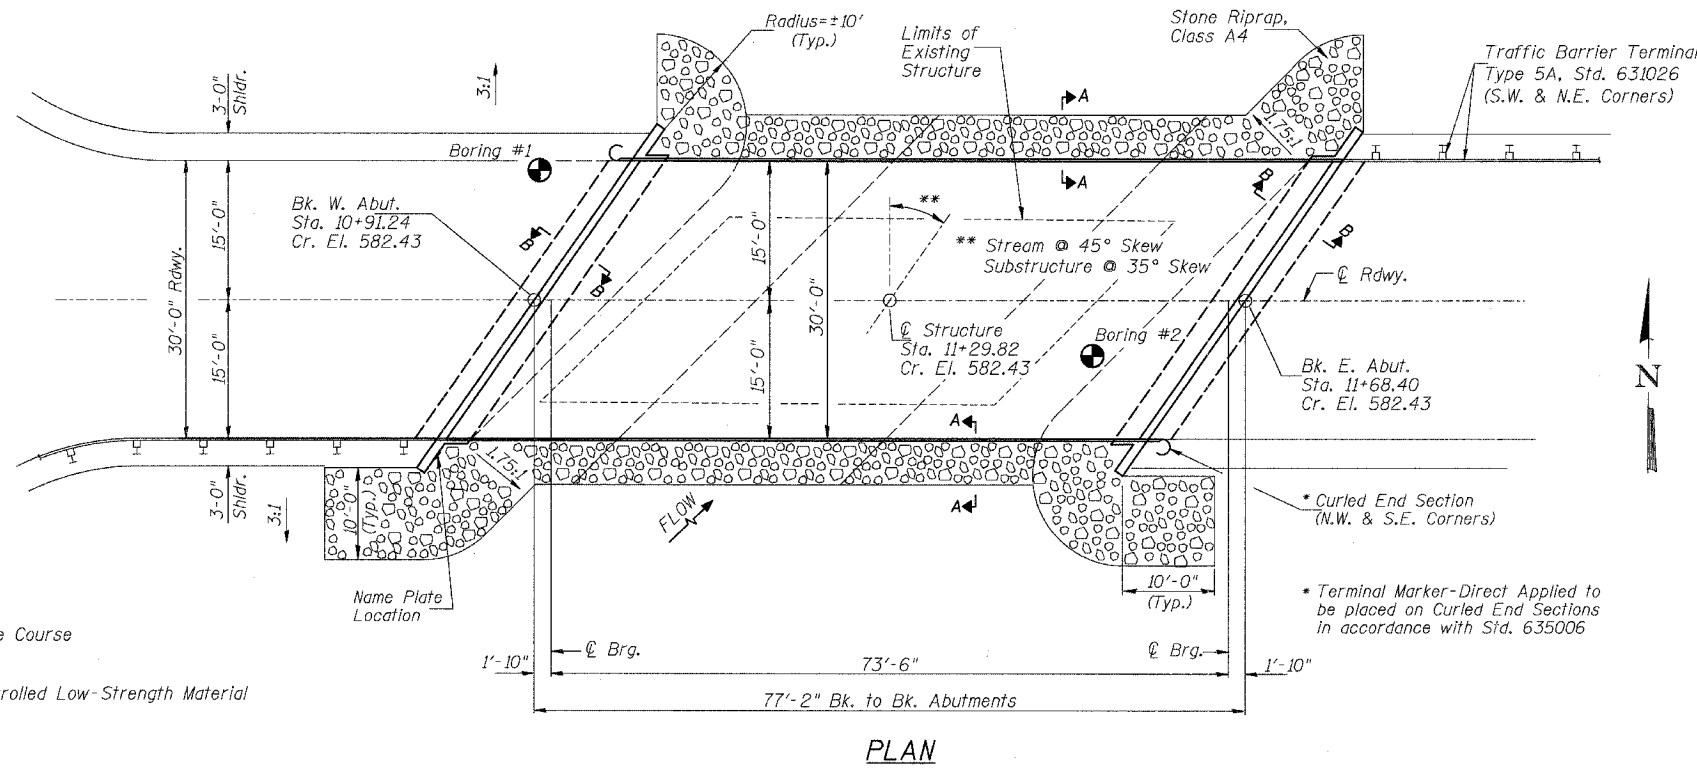 Radius=±10'
(Typ.)
Limits of
Existing
Structure
Stone Riprap,
Class A4
Traffic Barrier Terminal
Type 5A, Std. 631026
(S.W. & N.E. Corners)
3'-0"
Shldr.
3:1
A
1.75:1
Boring #1
A
B
Bk. W. Abut.
Sta. 10+91.24
Cr. El. 582.43
B
**
** Stream @ 45° Skew
Substructure @ 35° Skew
B
30'-0" Rdwy.
15'-0"
15'-0"
B
15'-0"
30'-0"
15'-0"
℄ Rdwy.
℄ Structure
Sta. 11+29.82
Cr. El. 582.43
Boring #2
Bk. E. Abut.
Sta. 11+68.40
Cr. El. 582.43
N
A
1.75:1
3'-0"
Shldr.
3:1
10'-0"
(Typ.)
FLOW
A
* Curled End Section
(N.W. & S.E. Corners)
Name Plate
Location
10'-0"
(Typ.)
* Terminal Marker-Direct Applied to
be placed on Curled End Sections
in accordance with Std. 635006
e Course
℄ Brg.
℄ Brg.
1'-10"
73'-6"
1'-10"
rolled Low-Strength Material
77'-2" Bk. to Bk. Abutments
PLAN